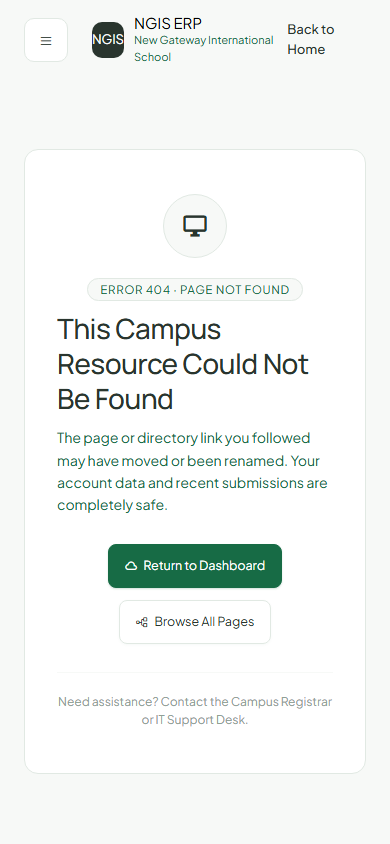 NGIS
NGIS ERP
New Gateway International
School
Back to
Home
ERROR 404 · PAGE NOT FOUND
This Campus
Resource Could Not
Be Found
The page or directory link you followed
may have moved or been renamed. Your
account data and recent submissions are
completely safe.
Return to Dashboard
Browse All Pages
Need assistance? Contact the Campus Registrar
or IT Support Desk.